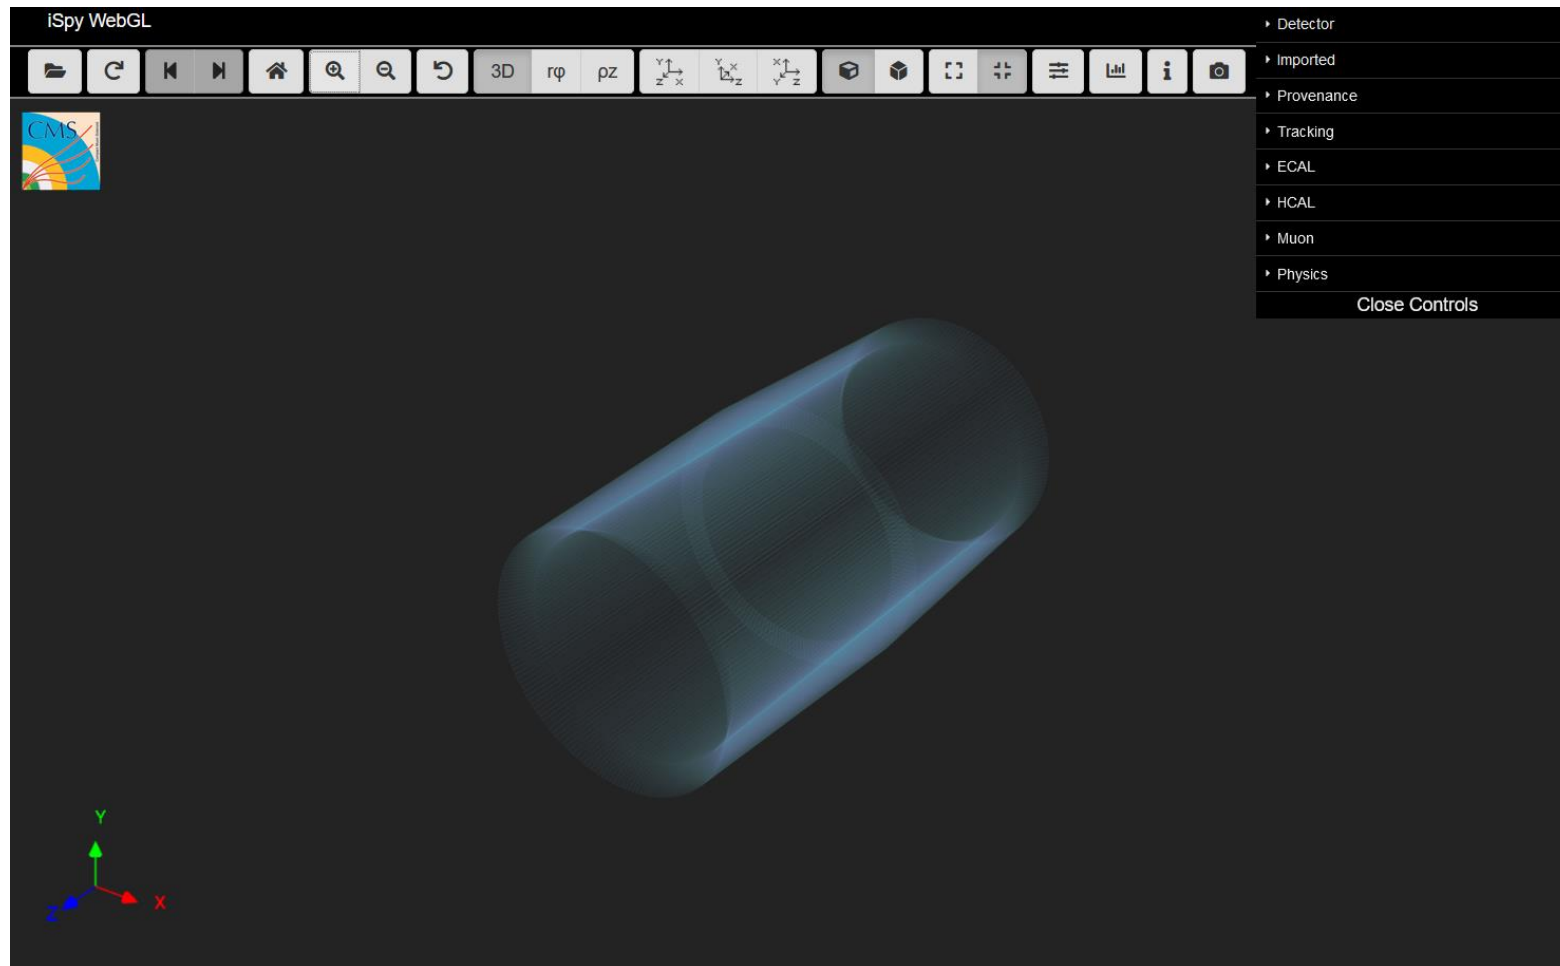 iSpy WebGL
3D rφ ρz
Y Z X
Y X Z
X Y Z
i
CMS
Detector
Imported
Provenance
Tracking
ECAL
HCAL
Muon
Physics
Close Controls
Y
Z X